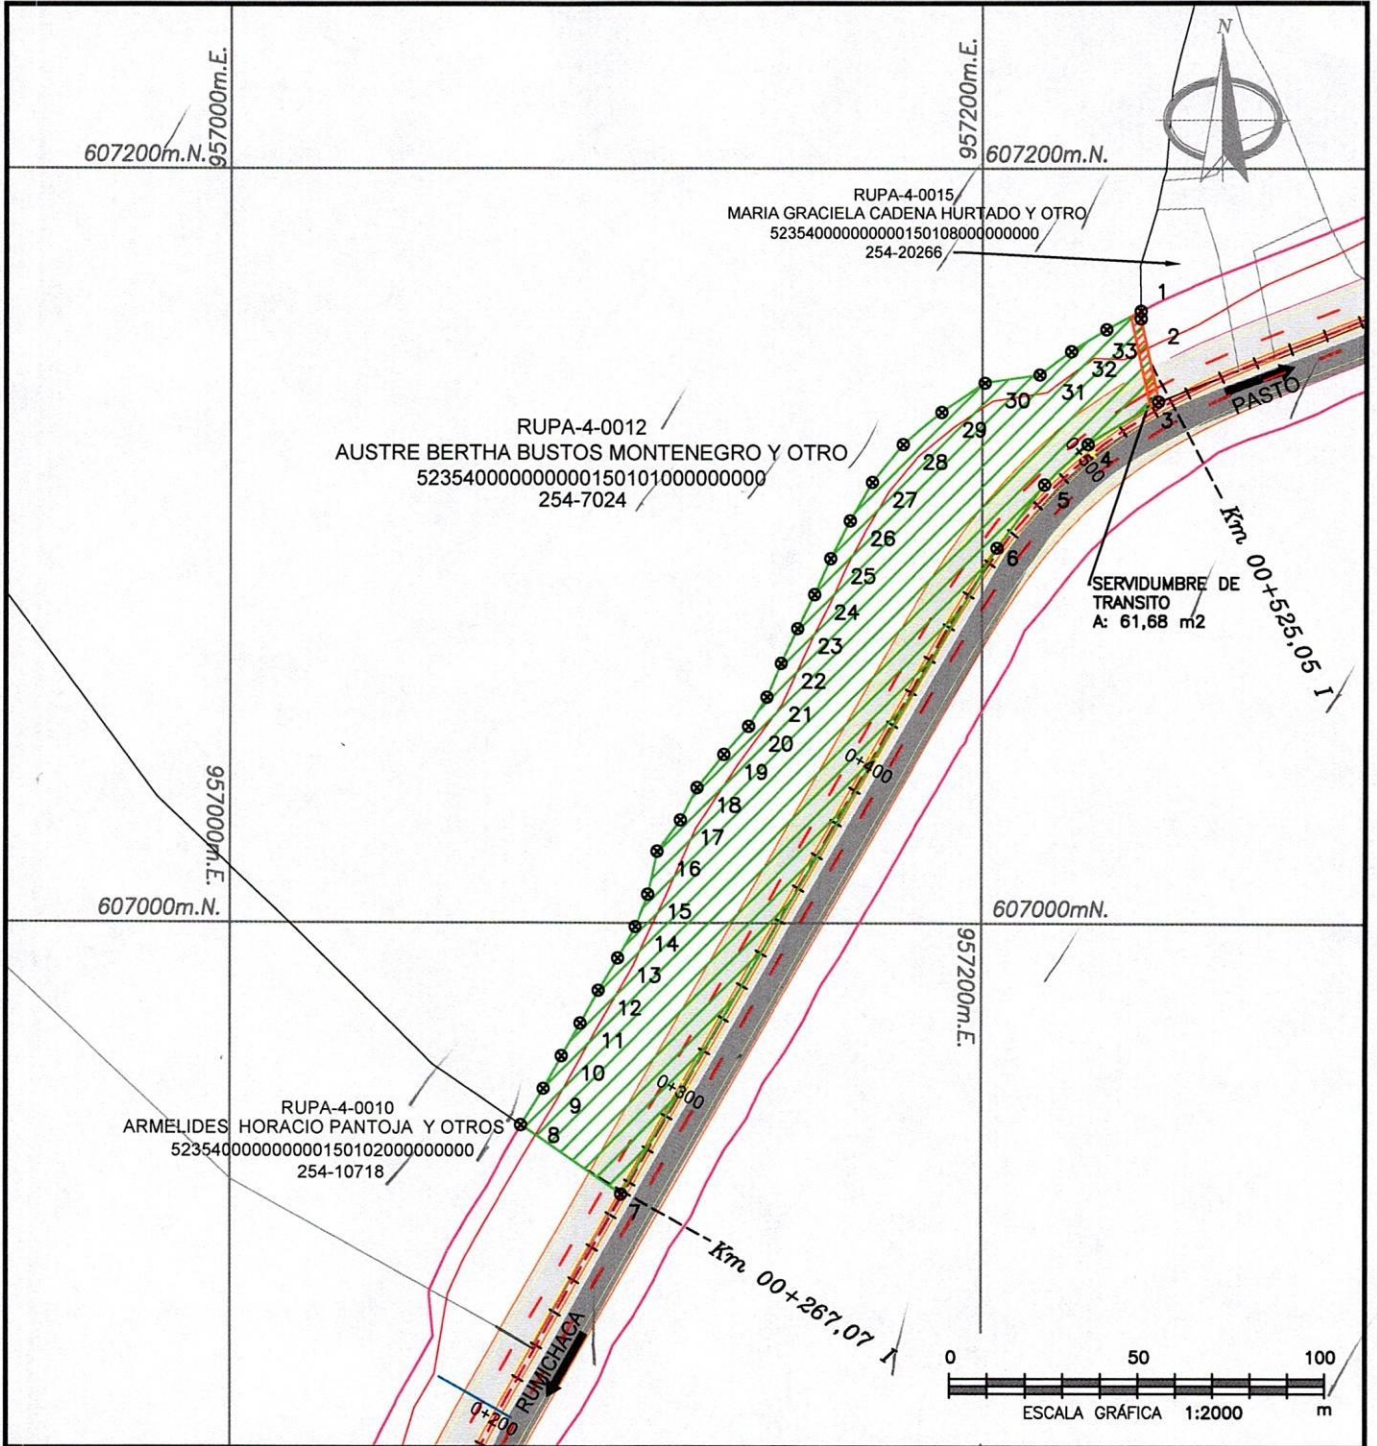 N
957000m.E.
957200m.E.
607200m.N.
607200m.N.
RUPA-4-0015
MARIA GRACIELA CADENA HURTADO Y OTRO
523540000000000150108000000000
254-20266
1
2
33
32
31
30
3
PASTO
29
RUPA-4-0012
AUSTRE BERTHA BUSTOS MONTENEGRO Y OTRO
523540000000000150101000000000
254-7024
28
0+500
4
27
5
26
6
Km 00+525,05 I
25
SERVIDUMBRE DE
TRANSITO
A: 61,68 m2
24
23
22
21
20
19
0+400
18
957000m.E.
17
16
15
607000m.N.
607000mN.
14
957200m.E.
13
12
11
10
0+300
9
RUPA-4-0010
ARMELIDES HORACIO PANTOJA Y OTROS
523540000000000150102000000000
254-10718
8
7
Km 00+267,07 I
RUMICHACA
0+200
0 50 100
ESCALA GRÁFICA 1:2000 m